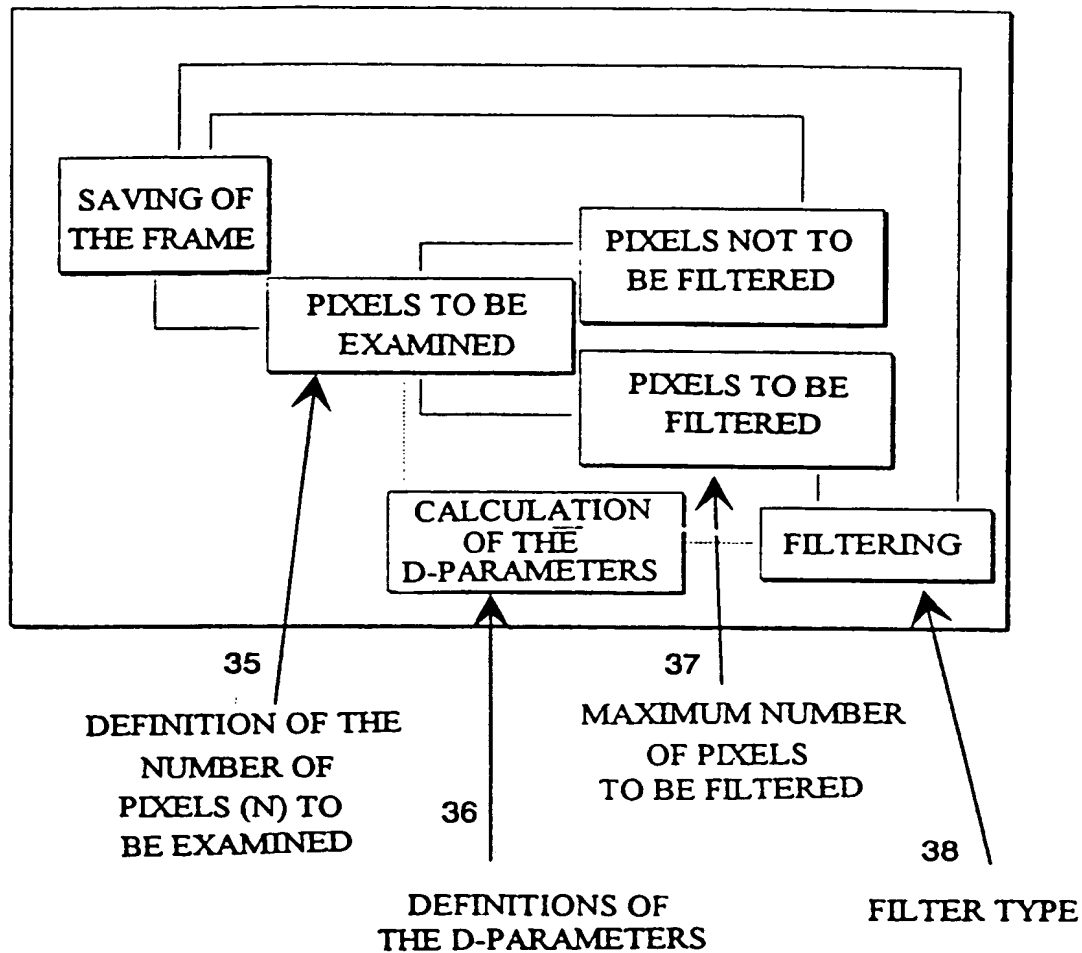 SAVING OF
THE FRAME
PIXELS NOT TO
BE FILTERED
PIXELS TO BE
EXAMINED
PIXELS TO BE
FILTERED
CALCULATION
OF THE
D-PARAMETERS
FILTERING
35
DEFINITION OF THE
NUMBER OF
PIXELS (N) TO
BE EXAMINED
36
DEFINITIONS OF
THE D-PARAMETERS
37
MAXIMUM NUMBER
OF PIXELS
TO BE FILTERED
38
FILTER TYPE